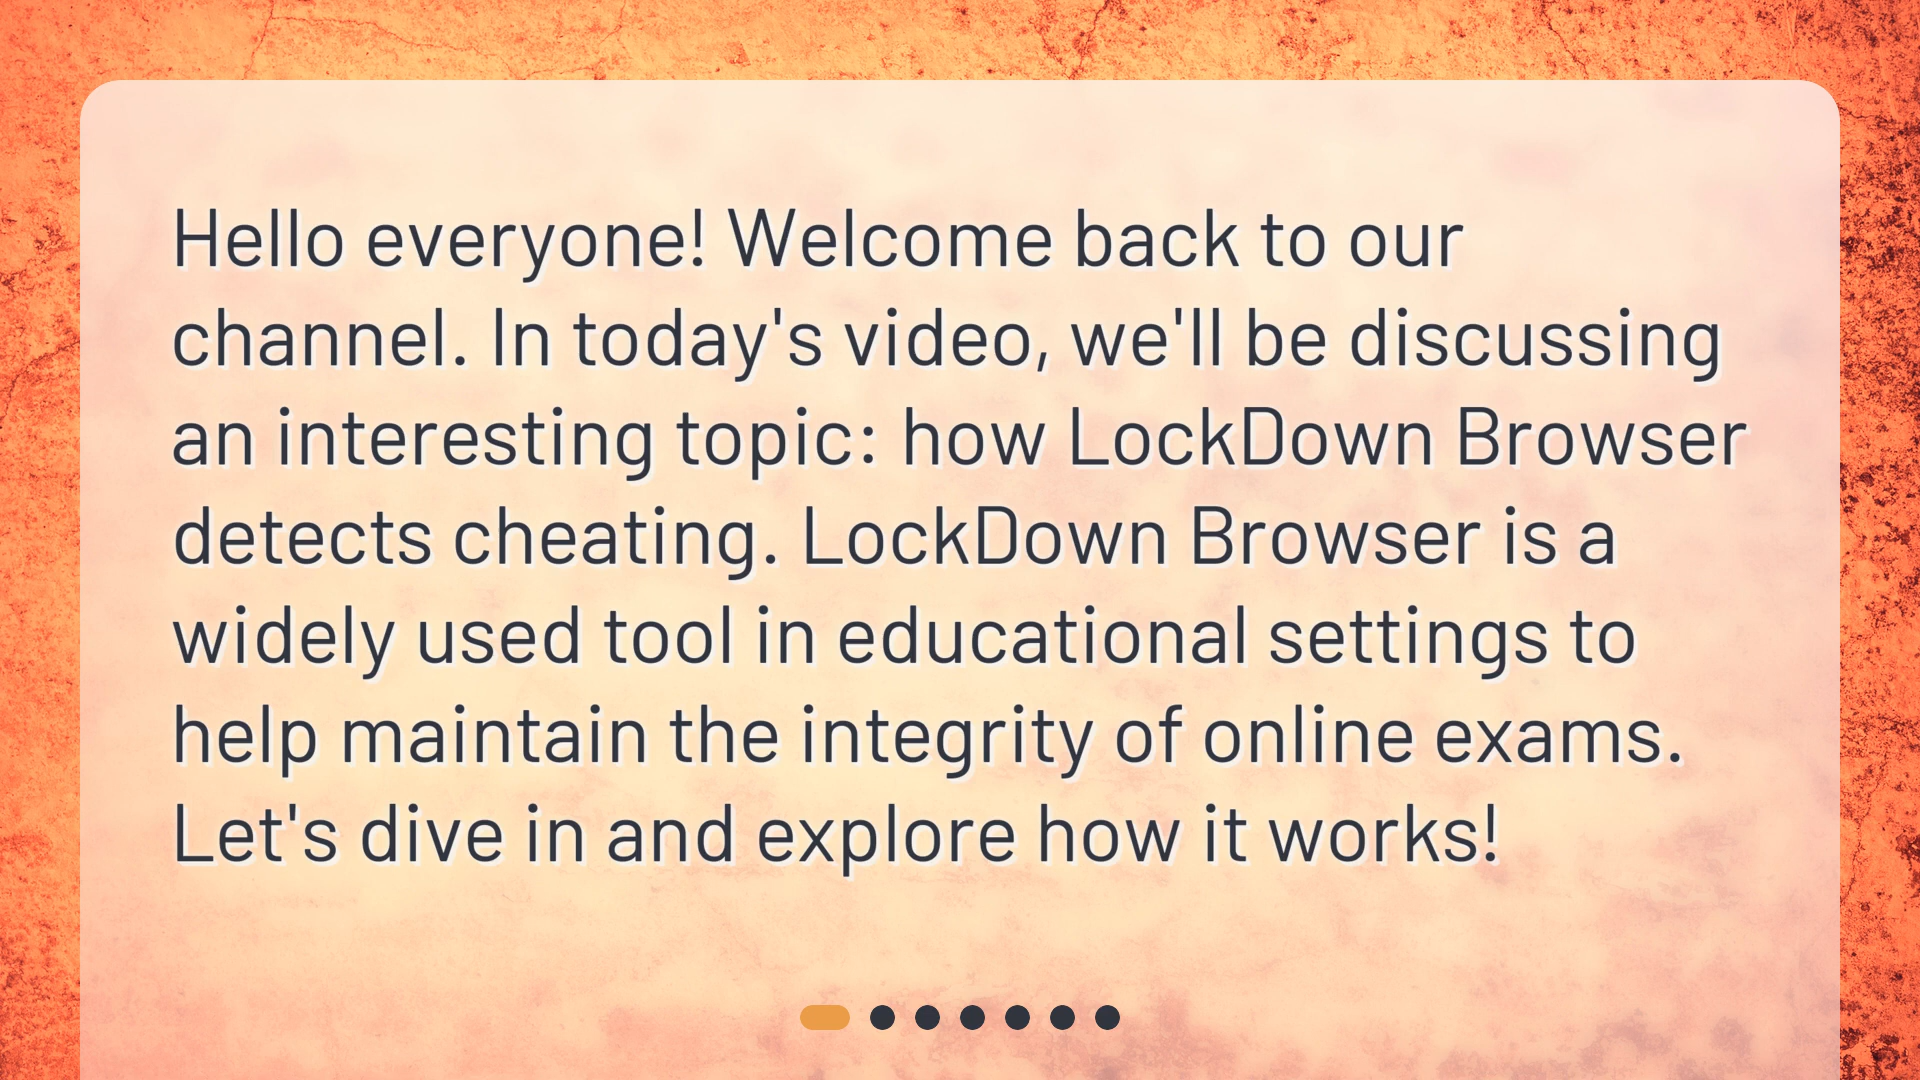 Hello everyone! Welcome back to our
channel. In today's video, we'll be discussing
an interesting topic: how LockDown Browser
detects cheating. LockDown Browser is a
widely used tool in educational settings to
help maintain the integrity of online exams.
Let's dive in and explore how it works!